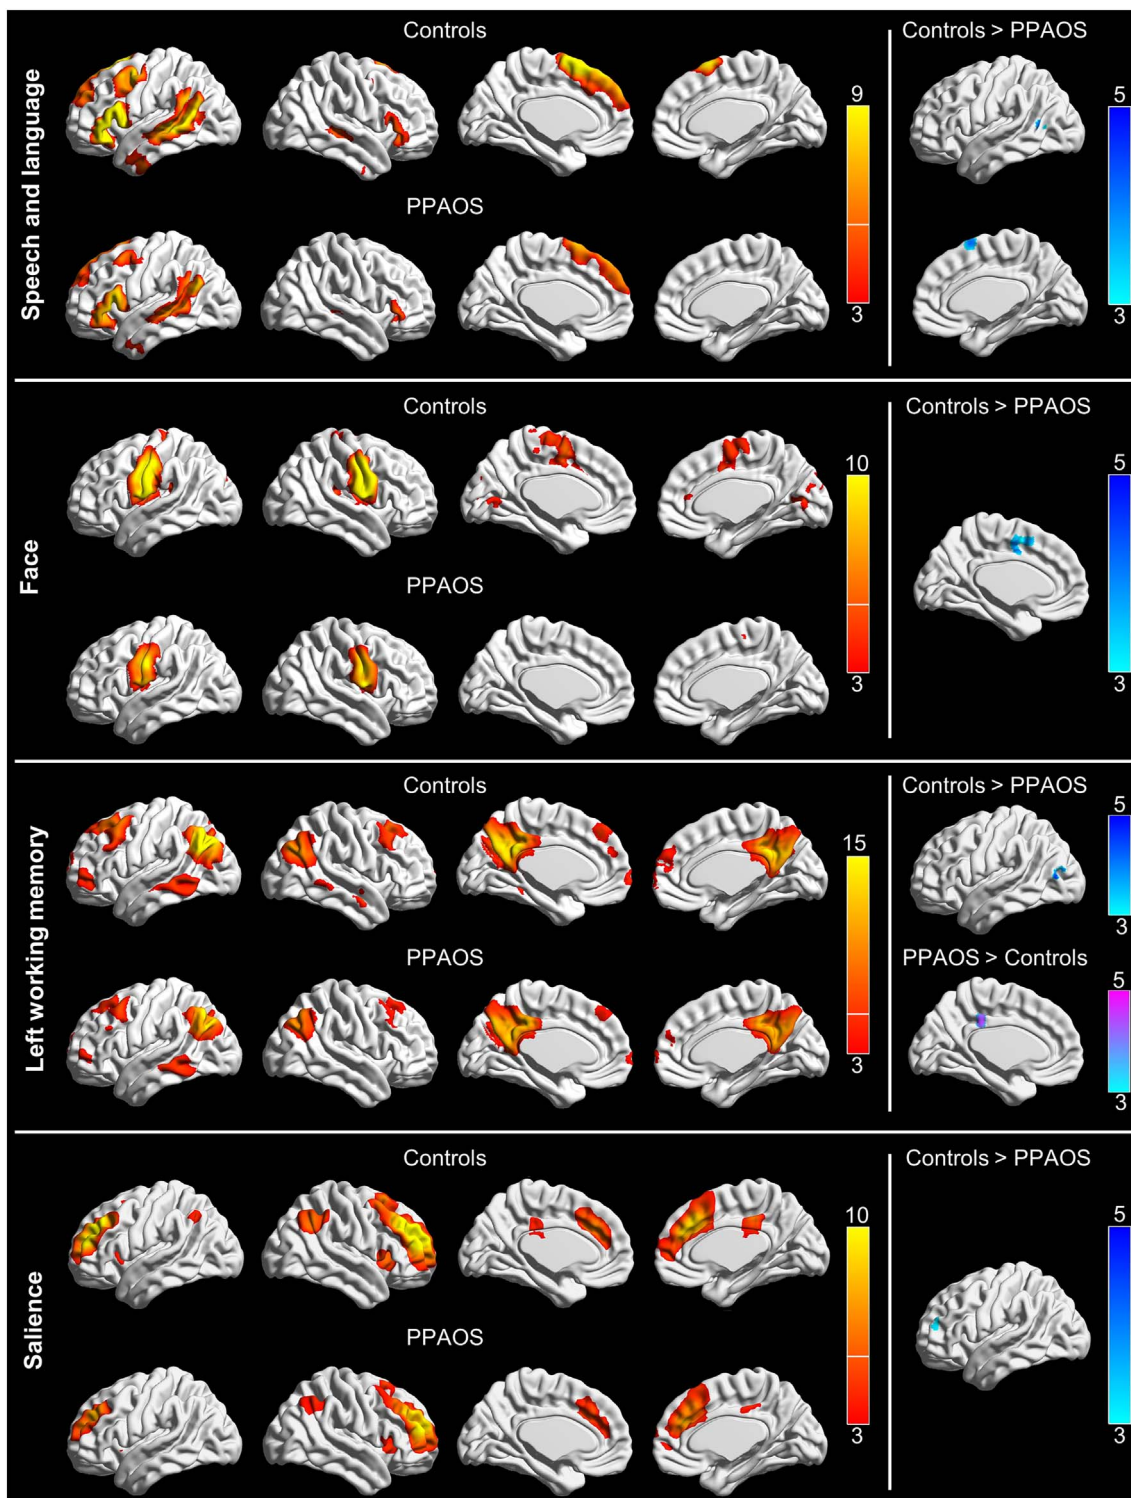 Speech and language
Controls
Controls > PPAOS
9
3
5
3
PPAOS
Face
Controls
Controls > PPAOS
10
3
5
3
PPAOS
Left working memory
Controls
Controls > PPAOS
15
3
5
3
PPAOS
PPAOS > Controls
5
3
Salience
Controls
Controls > PPAOS
10
3
5
3
PPAOS